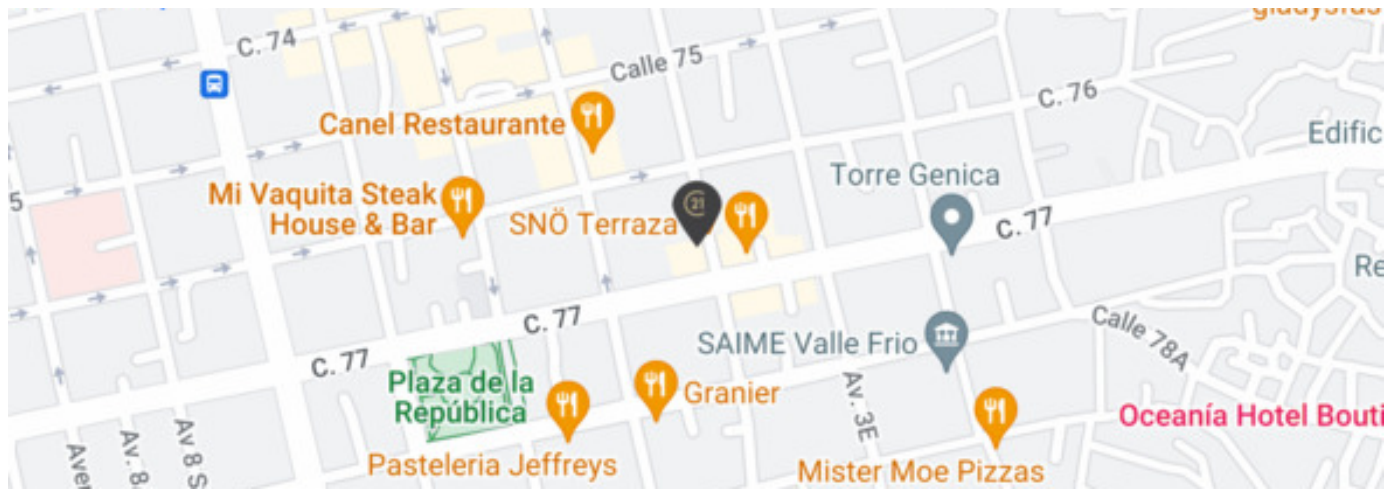 C. 74
Calle 75
C. 76
Canel Restaurante
Edific
Torre Genica
5
Mi Vaquita Steak
House & Bar
21
SNÖ Terraza
C. 77
Re
C. 77
C. 77
Calle 78A
SAIME Valle Frio
Plaza de la
República
Granier
Av. 3E
Oceanía Hotel Bouti
Pasteleria Jeffreys
Mister Moe Pizzas
Av. 8
Av 8 S